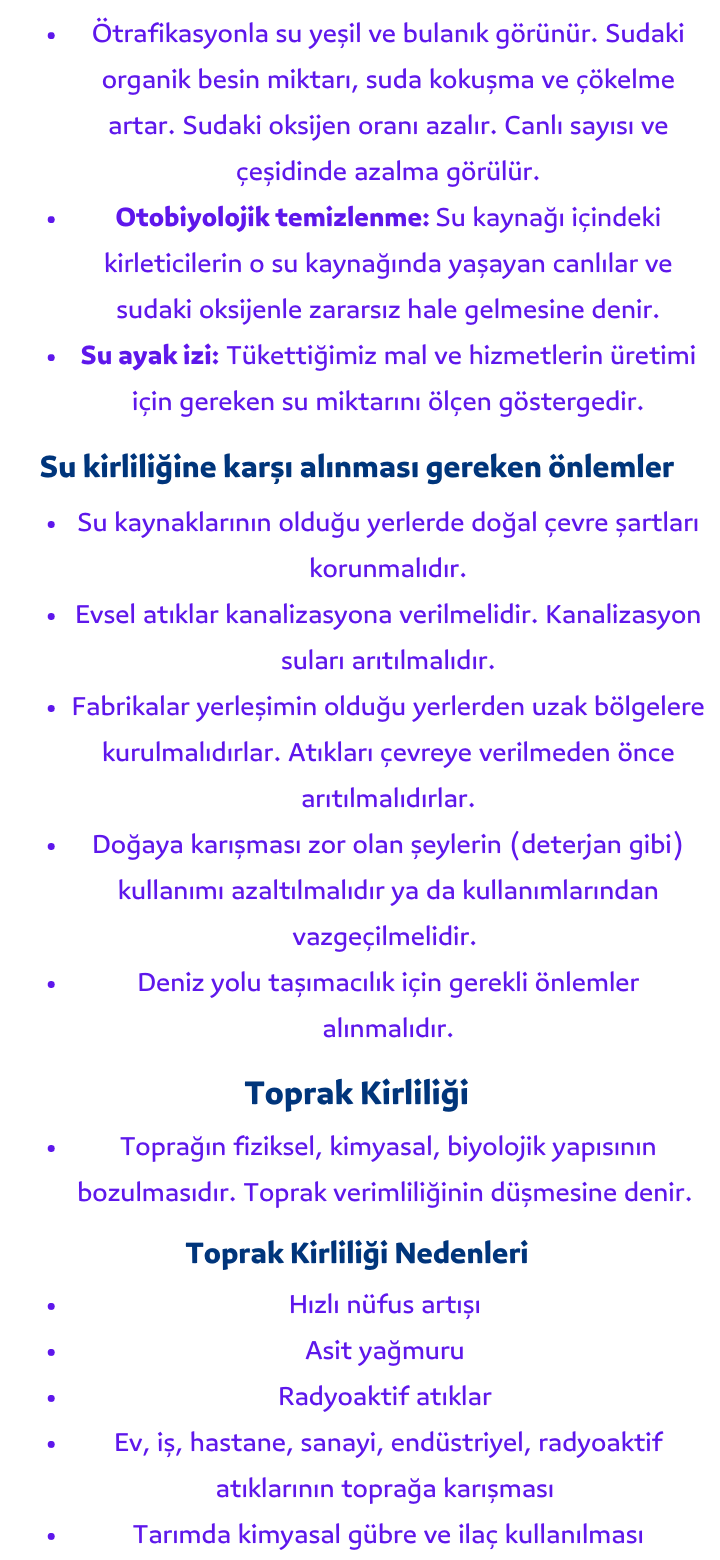 • Ötrafikasyonla su yeşil ve bulanık görünür. Sudaki
organik besin miktarı, suda kokuşma ve çökelme
artar. Sudaki oksijen oranı azalır. Canlı sayısı ve
çeşidinde azalma görülür.
• Otobiyolojik temizlenme: Su kaynağı içindeki
kirleticilerin o su kaynağında yaşayan canlılar ve
sudaki oksijenle zararsız hale gelmesine denir.
• Su ayak izi: Tükettiğimiz mal ve hizmetlerin üretimi
için gereken su miktarını ölçen göstergedir.
Su kirliliğine karşı alınması gereken önlemler
• Su kaynaklarının olduğu yerlerde doğal çevre şartları
korunmalıdır.
• Evsel atıklar kanalizasyona verilmelidir. Kanalizasyon
suları arıtılmalıdır.
• Fabrikalar yerleşimin olduğu yerlerden uzak bölgelere
kurulmalıdırlar. Atıkları çevreye verilmeden önce
arıtılmalıdırlar.
• Doğaya karışması zor olan şeylerin (deterjan gibi)
kullanımı azaltılmalıdır ya da kullanımlarından
vazgeçilmelidir.
• Deniz yolu taşımacılık için gerekli önlemler
alınmalıdır.
Toprak Kirliliği
• Toprağın fiziksel, kimyasal, biyolojik yapısının
bozulmasıdır. Toprak verimliliğinin düşmesine denir.
Toprak Kirliliği Nedenleri
• Hızlı nüfus artışı
• Asit yağmuru
• Radyoaktif atıklar
• Ev, iş, hastane, sanayi, endüstriyel, radyoaktif
atıklarının toprağa karışması
• Tarımda kimyasal gübre ve ilaç kullanılması